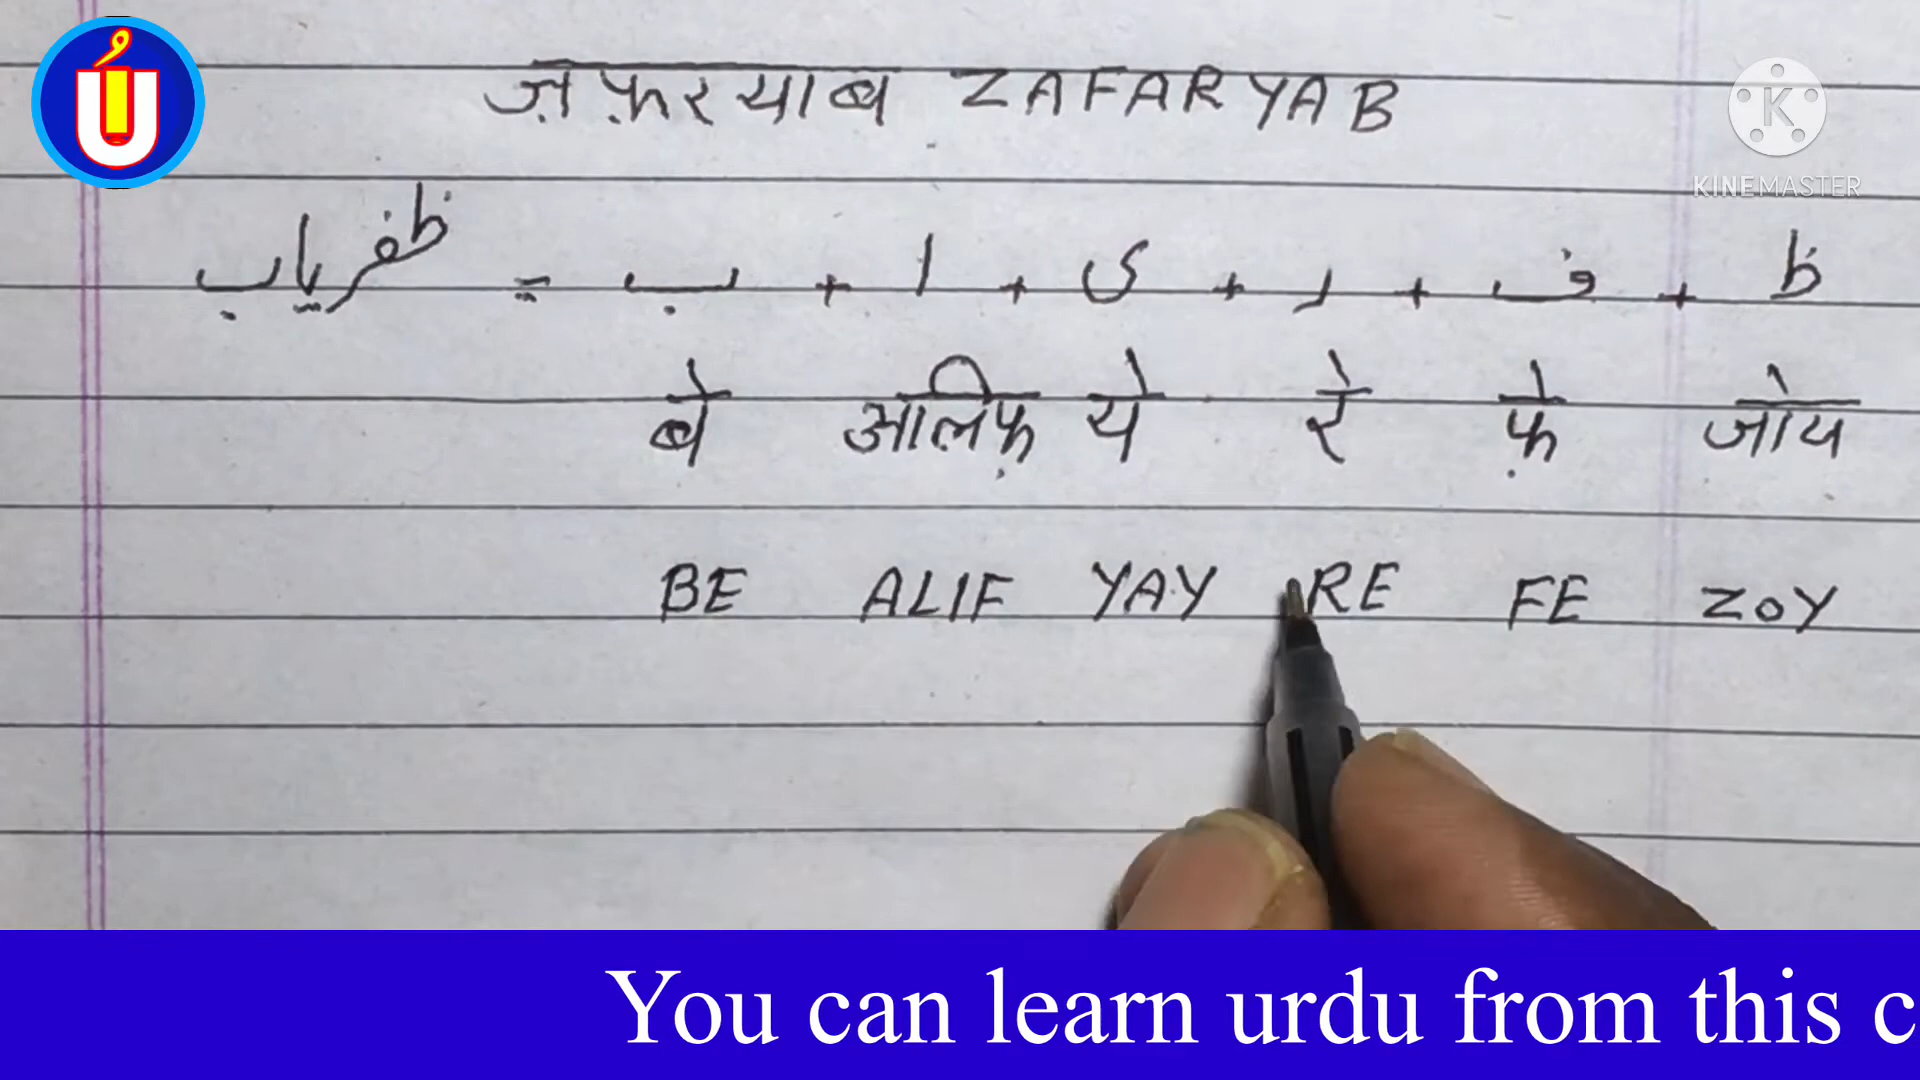 ज़फ़रयाब ZAFARYAB
KINEMASTER
ظ + ف + ر + ی + ا + ب = ظفریاب
बे अलिफ़ ये रे फ़े जोय
BE ALIF YAY RE FE ZOY
You can learn urdu from this c